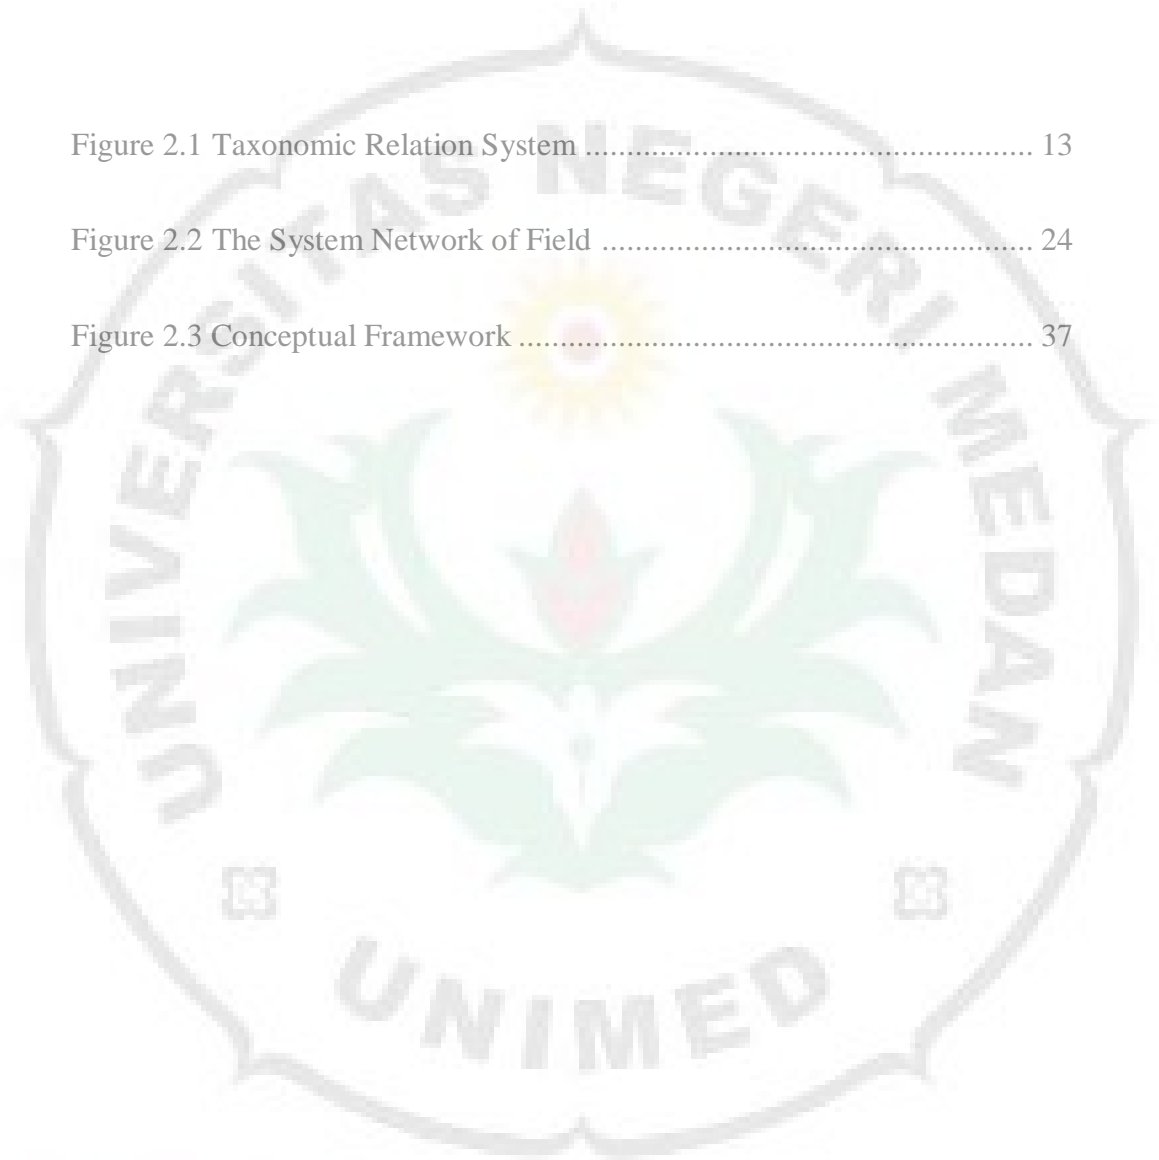 Figure 2.1 Taxonomic Relation System ...................................................... 13
Figure 2.2 The System Network of Field .................................................... 24
Figure 2.3 Conceptual Framework .............................................................. 37
UNIVERSITAS NEGERI MEDAN
UNIMED